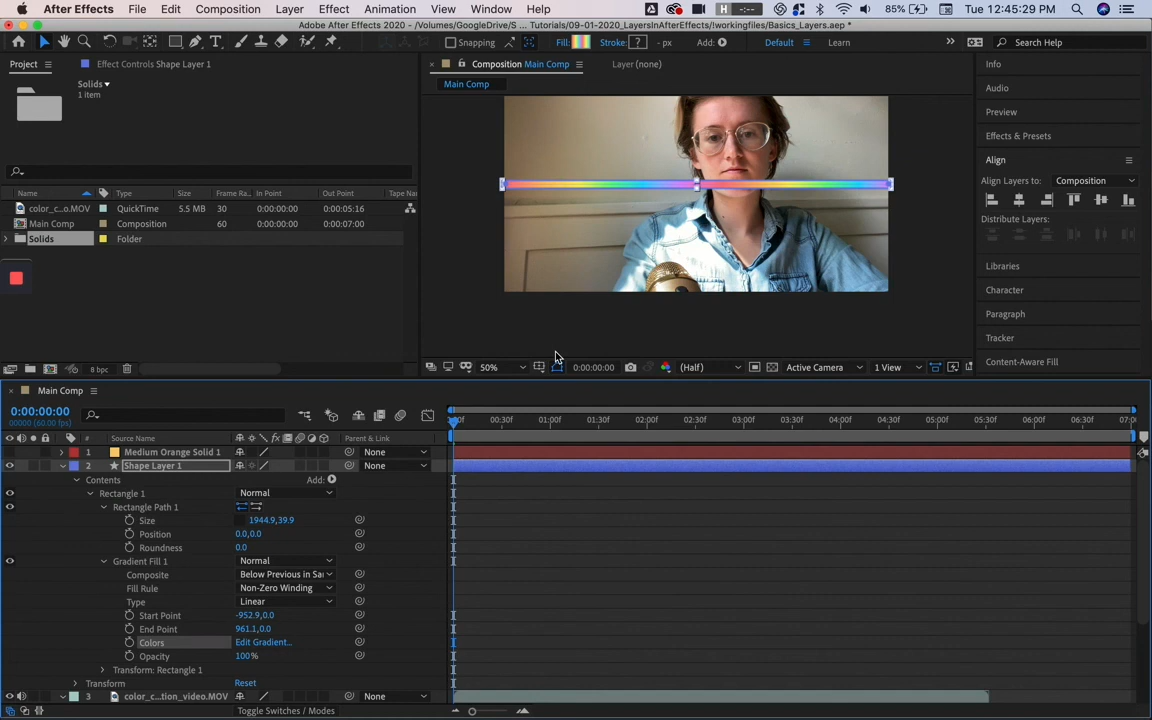 After Effects File Edit Composition Layer Effect Animation View Window Help H -:-- 85% Tue 12:45:29 PM
Adobe After Effects 2020 - /Volumes/GoogleDrive/S ... Tutorials/09-01-2020_LayersInAfterEffects/!workingfiles/Basics_Layers.aep *
Snapping Fill: Stroke: ? - px Add: Default Learn Search Help
Project Effect Controls Shape Layer 1 Composition Main Comp Layer (none) Info
Solids
1 item
Main Comp
Audio
Preview
Effects & Presets
Align
Align Layers to: Composition
Name Type Size Frame Ra.. In Point Out Point Tape Nar
color_c...o.MOV QuickTime 5.5 MB 30 0:00:00:00 0:00:05:16
Distribute Layers:
Main Comp Composition 60 0:00:00:00 0:00:07:00
Solids Folder
Libraries
Character
Paragraph
Tracker
Content-Aware Fill
8 bpc 50% 0:00:00:00 (Half) Active Camera 1 View
Main Comp
0:00:00:00
00000 (60.00 fps)
:00f 00:30f 01:00f 01:30f 02:00f 02:30f 03:00f 03:30f 04:00f 04:30f 05:00f 05:30f 06:00f 06:30f 07:0
# Source Name Parent & Link
1 Medium Orange Solid 1 None
2 Shape Layer 1 None
Contents Add:
Rectangle 1 Normal
Rectangle Path 1
Size 1944.9,39.9
Position 0.0,0.0
Roundness 0.0
Gradient Fill 1 Normal
Composite Below Previous in Sa
Fill Rule Non-Zero Winding
Type Linear
Start Point -952.9,0.0
End Point 961.1,0.0
Colors Edit Gradient...
Opacity 100%
Transform: Rectangle 1
Transform Reset
3 color_c...tion_video.MOV None
Toggle Switches / Modes